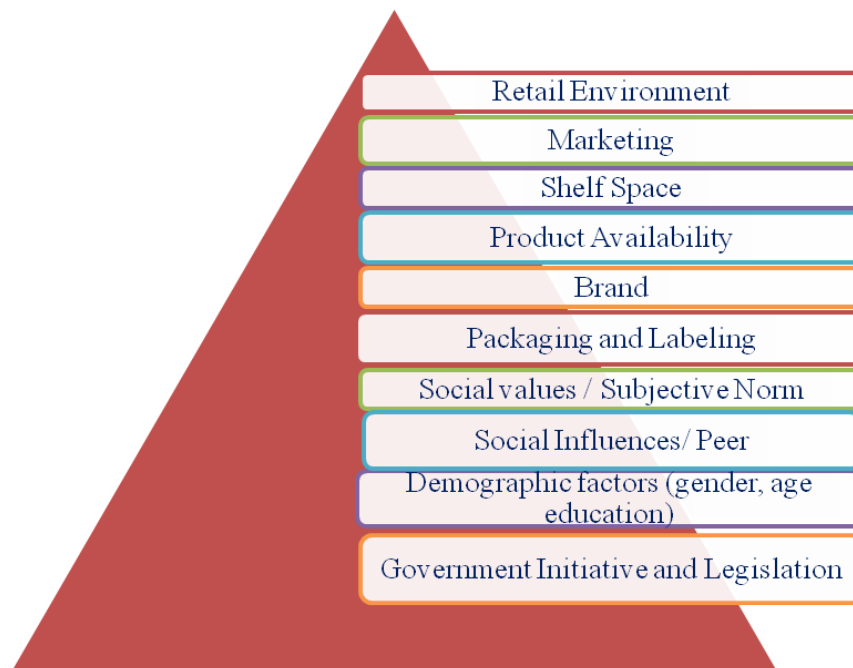 Retail Environment
Marketing
Shelf Space
Product Availability
Brand
Packaging and Labeling
Social values / Subjective Norm
Social Influences/ Peer
Demographic factors (gender, age
education)
Government Initiative and Legislation